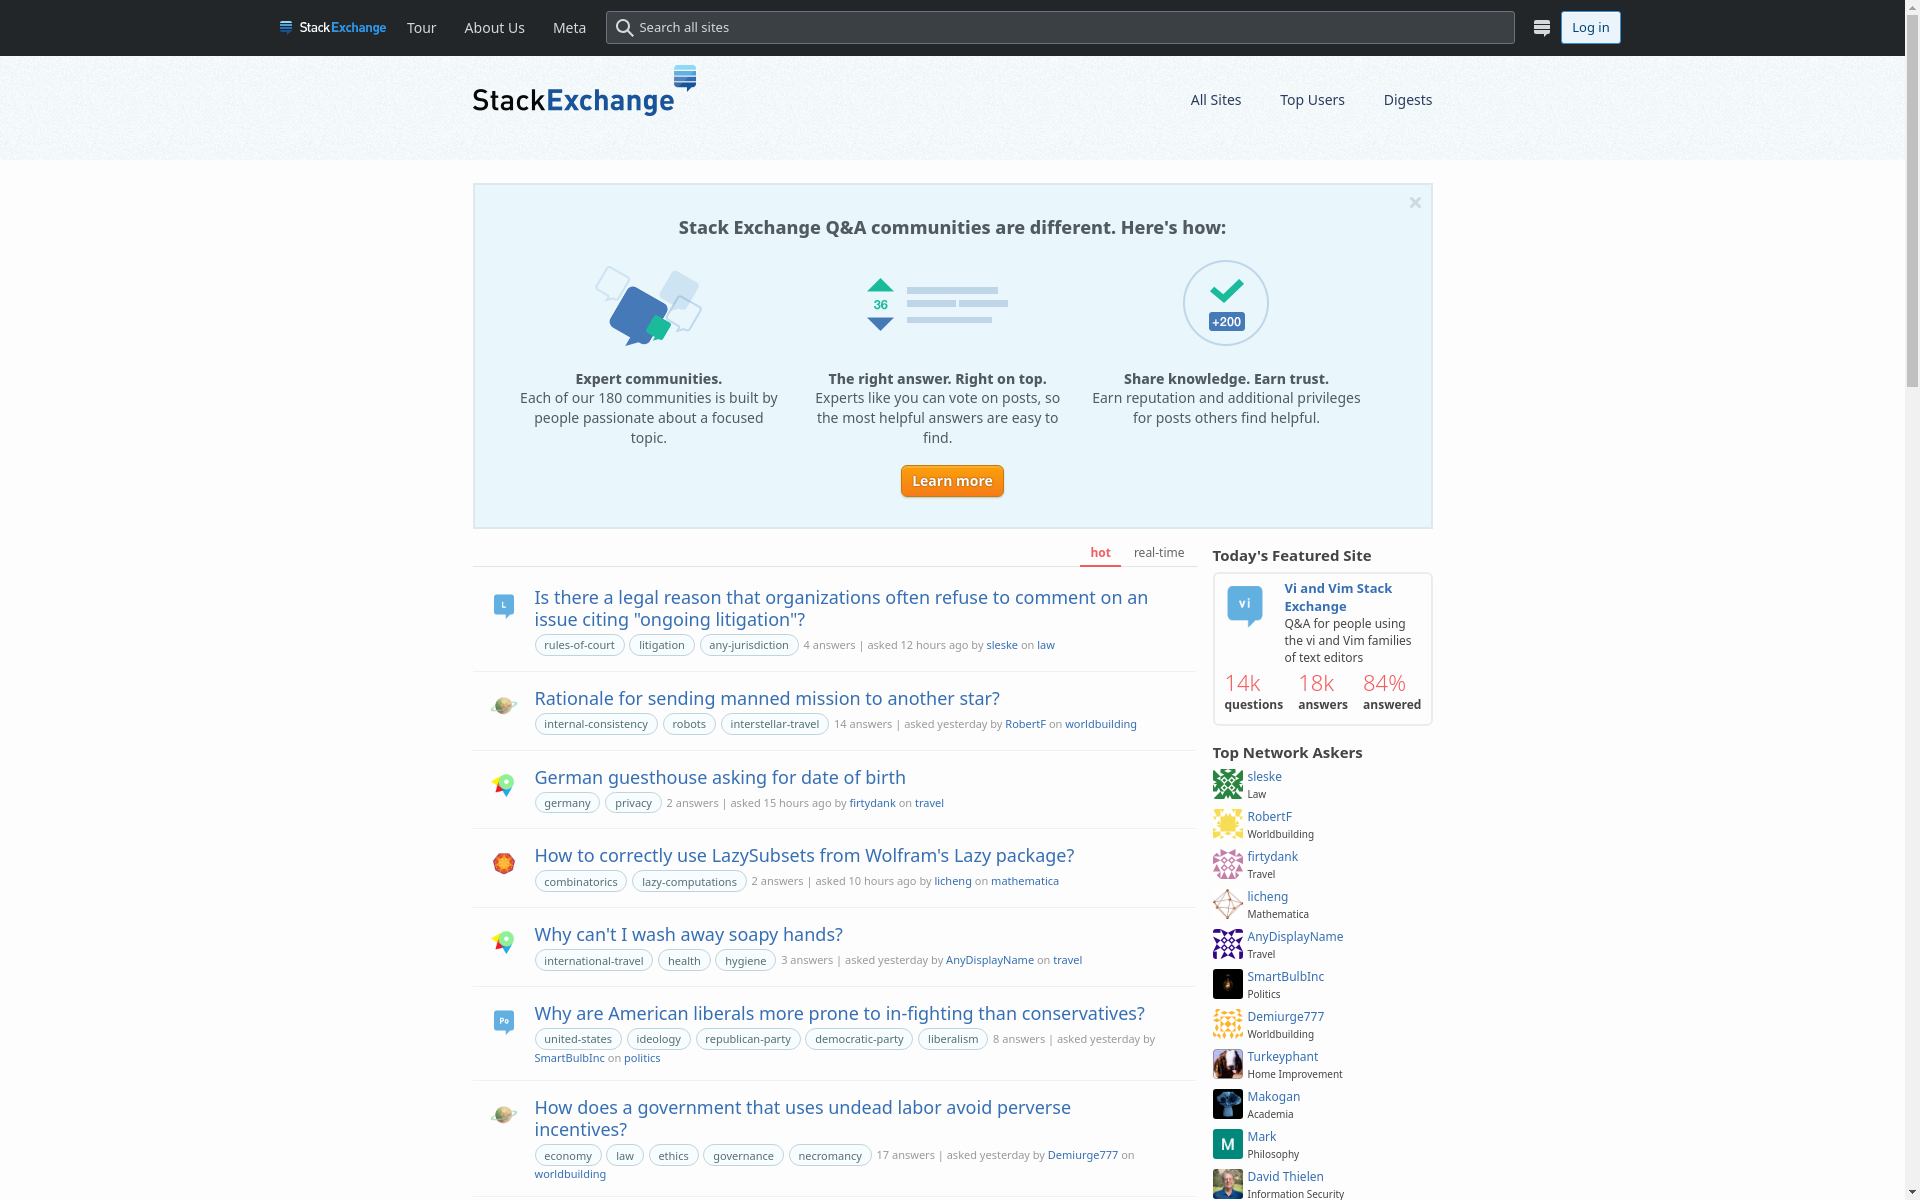 StackExchange Tour About Us Meta Search all sites Log in
StackExchange All Sites Top Users Digests
Stack Exchange Q&A communities are different. Here's how:
36
+200
Expert communities.
Each of our 180 communities is built by
people passionate about a focused
topic.
The right answer. Right on top.
Experts like you can vote on posts, so
the most helpful answers are easy to
find.
Share knowledge. Earn trust.
Earn reputation and additional privileges
for posts others find helpful.
Learn more
hot real-time
L
Is there a legal reason that organizations often refuse to comment on an
issue citing "ongoing litigation"?
rules-of-court litigation any-jurisdiction 4 answers | asked 12 hours ago by sleske on law
Rationale for sending manned mission to another star?
internal-consistency robots interstellar-travel 14 answers | asked yesterday by RobertF on worldbuilding
German guesthouse asking for date of birth
germany privacy 2 answers | asked 15 hours ago by firtydank on travel
How to correctly use LazySubsets from Wolfram's Lazy package?
combinatorics lazy-computations 2 answers | asked 10 hours ago by licheng on mathematica
Why can't I wash away soapy hands?
international-travel health hygiene 3 answers | asked yesterday by AnyDisplayName on travel
Po
Why are American liberals more prone to in-fighting than conservatives?
united-states ideology republican-party democratic-party liberalism 8 answers | asked yesterday by
SmartBulbInc on politics
How does a government that uses undead labor avoid perverse
incentives?
economy law ethics governance necromancy 17 answers | asked yesterday by Demiurge777 on
worldbuilding
Today's Featured Site
vi
Vi and Vim Stack
Exchange
Q&A for people using
the vi and Vim families
of text editors
14k 18k 84%
questions answers answered
Top Network Askers
sleske
Law
RobertF
Worldbuilding
firtydank
Travel
licheng
Mathematica
AnyDisplayName
Travel
SmartBulbInc
Politics
Demiurge777
Worldbuilding
Turkeyphant
Home Improvement
Makogan
Academia
M
Mark
Philosophy
David Thielen
Information Security